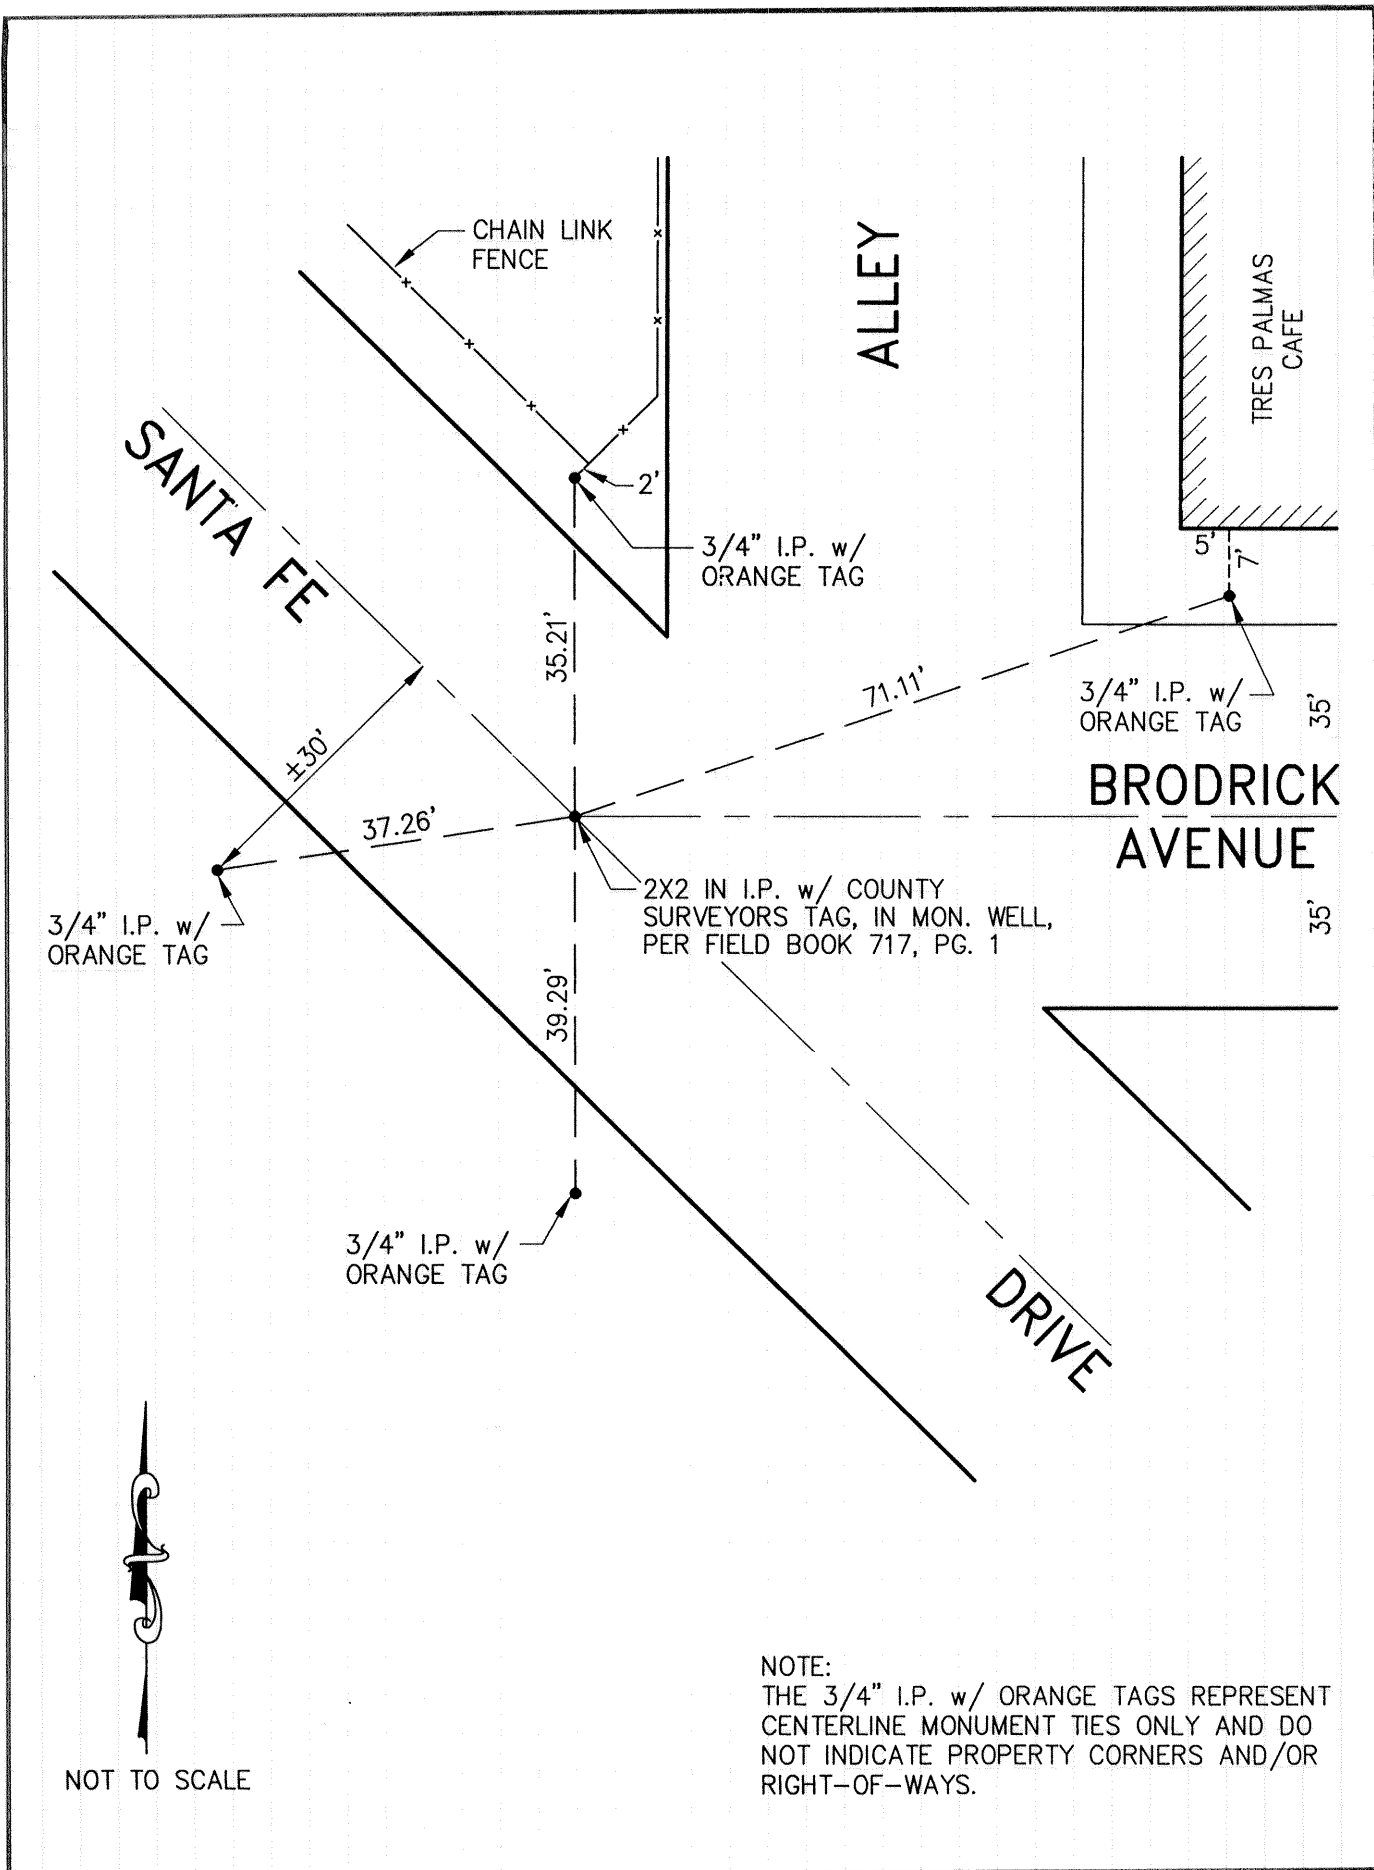 CHAIN LINK
FENCE
ALLEY
TRES PALMAS
CAFE
SANTA FE
2'
3/4" I.P. w/
ORANGE TAG
5'
7'
35.21'
71.11'
3/4" I.P. w/
ORANGE TAG
35'
±30'
37.26'
BRODRICK
AVENUE
35'
3/4" I.P. w/
ORANGE TAG
2X2 IN I.P. w/ COUNTY
SURVEYORS TAG, IN MON. WELL,
PER FIELD BOOK 717, PG. 1
39.29'
3/4" I.P. w/
ORANGE TAG
DRIVE
NOT TO SCALE
NOTE:
THE 3/4" I.P. w/ ORANGE TAGS REPRESENT
CENTERLINE MONUMENT TIES ONLY AND DO
NOT INDICATE PROPERTY CORNERS AND/OR
RIGHT-OF-WAYS.